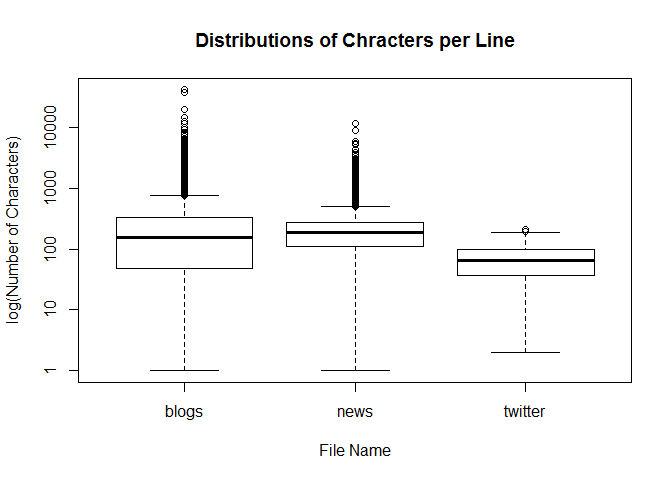 Distributions of Chracters per Line
log(Number of Characters)
10000
1000
100
10
1
blogs
news
twitter
File Name